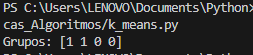 PS C:\Users\LENOVO\Documents\Python>
cas_Algoritmos/k_means.py
Grupos: [1 1 0 0]